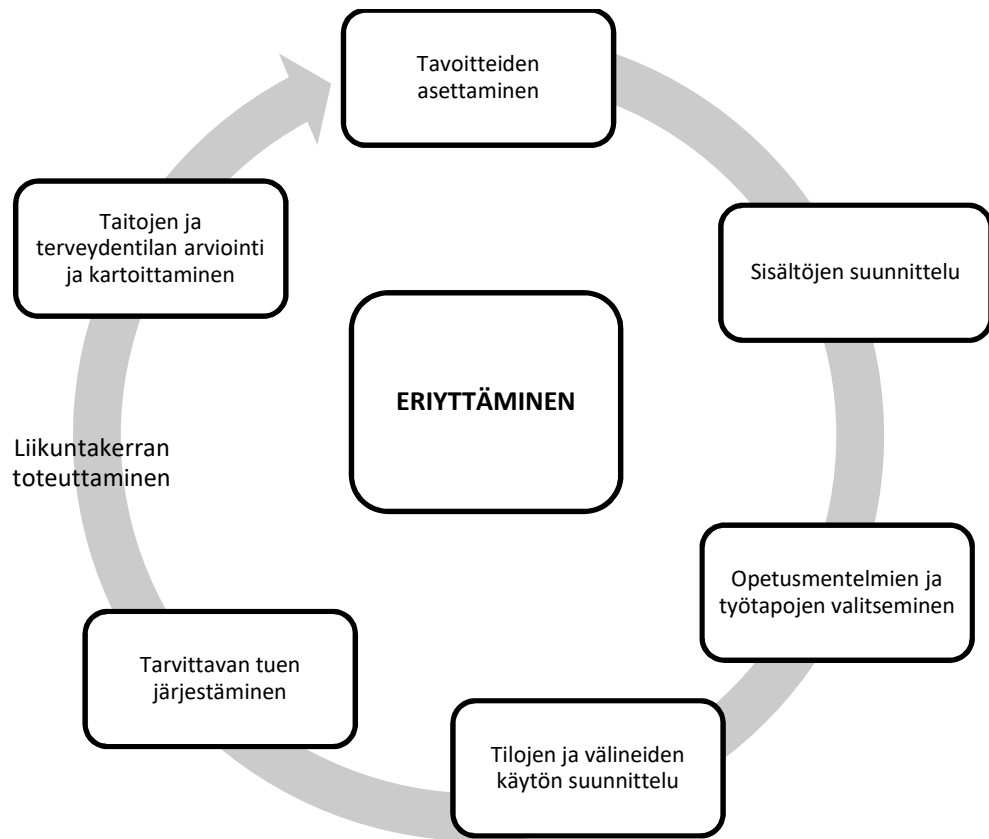 Tavoitteiden
asettaminen
Sisältöjen suunnittelu
Opetusmentelmien ja
työtapojen valitseminen
Tilojen ja välineiden
käytön suunnittelu
Tarvittavan tuen
järjestäminen
Liikuntakerran
toteuttaminen
Taitojen ja
terveydentilan arviointi
ja kartoittaminen
ERIYTTÄMINEN